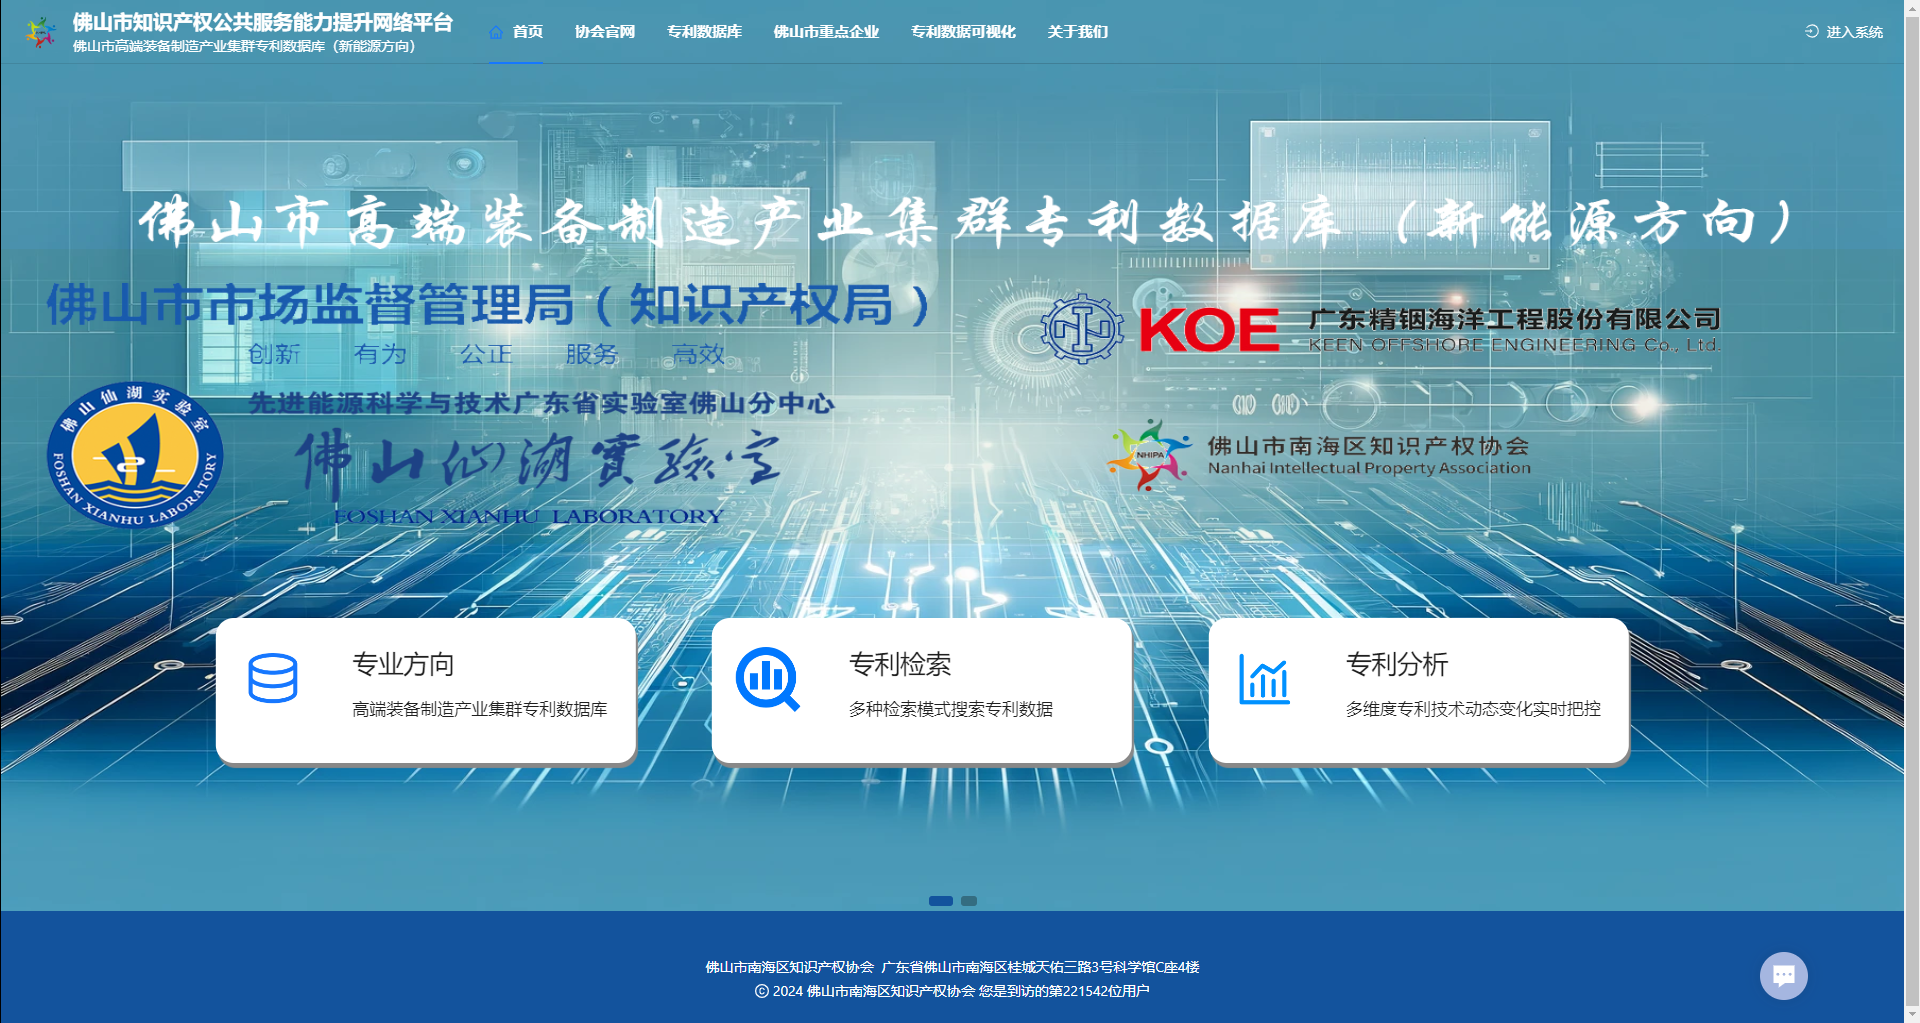 佛山市知识产权公共服务能力提升网络平台
佛山市高端装备制造产业集群专利数据库（新能源方向）
首页 协会官网 专利数据库 佛山市重点企业 专利数据可视化 关于我们
进入系统
佛山市高端装备制造产业集群专利数据库（新能源方向）
佛山市市场监督管理局（知识产权局）
创新 有为 公正 服务 高效
KOE
广东精铟海洋工程股份有限公司
KEEN OFFSHORE ENGINEERING Co., Ltd.
佛山仙湖实验室
FOSHAN XIANHU LABORATORY
先进能源科学与技术广东省实验室佛山分中心
佛山仙湖實驗室
FOSHAN XIANHU LABORATORY
NHIPA
佛山市南海区知识产权协会
Nanhai Intellectual Property Association
专业方向
高端装备制造产业集群专利数据库
专利检索
多种检索模式搜索专利数据
专利分析
多维度专利技术动态变化实时把控
佛山市南海区知识产权协会 广东省佛山市南海区桂城天佑三路3号科学馆C座4楼
© 2024 佛山市南海区知识产权协会 您是到访的第221542位用户